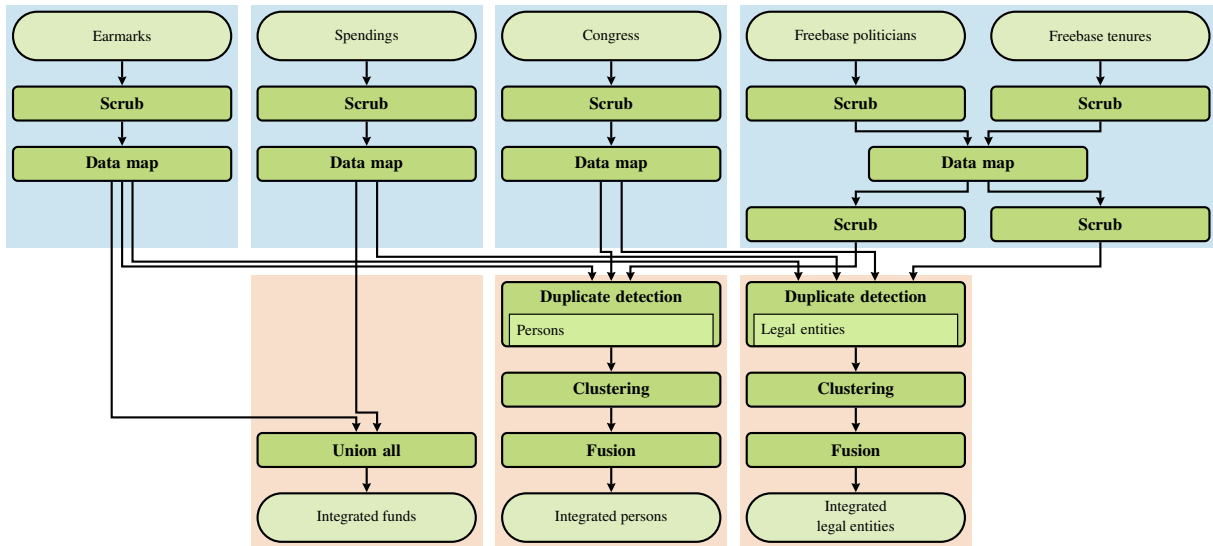 Earmarks
Spendings
Congress
Freebase politicians
Freebase tenures
Scrub
Scrub
Scrub
Scrub
Scrub
Data map
Data map
Data map
Data map
Scrub
Scrub
Duplicate detection
Persons
Duplicate detection
Legal entities
Clustering
Clustering
Union all
Fusion
Fusion
Integrated funds
Integrated persons
Integrated
legal entities